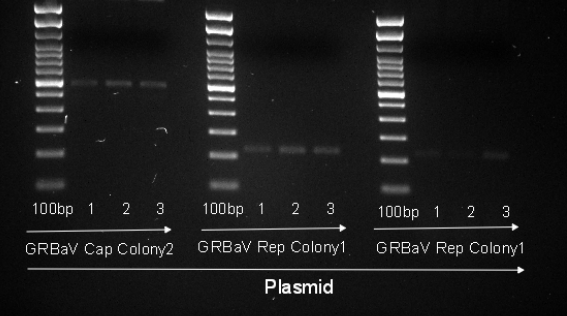 100bp 1 2 3 100bp 1 2 3 100bp 1 2 3
GRBaV Cap Colony2 GRBaV Rep Colony1 GRBaV Rep Colony1
Plasmid